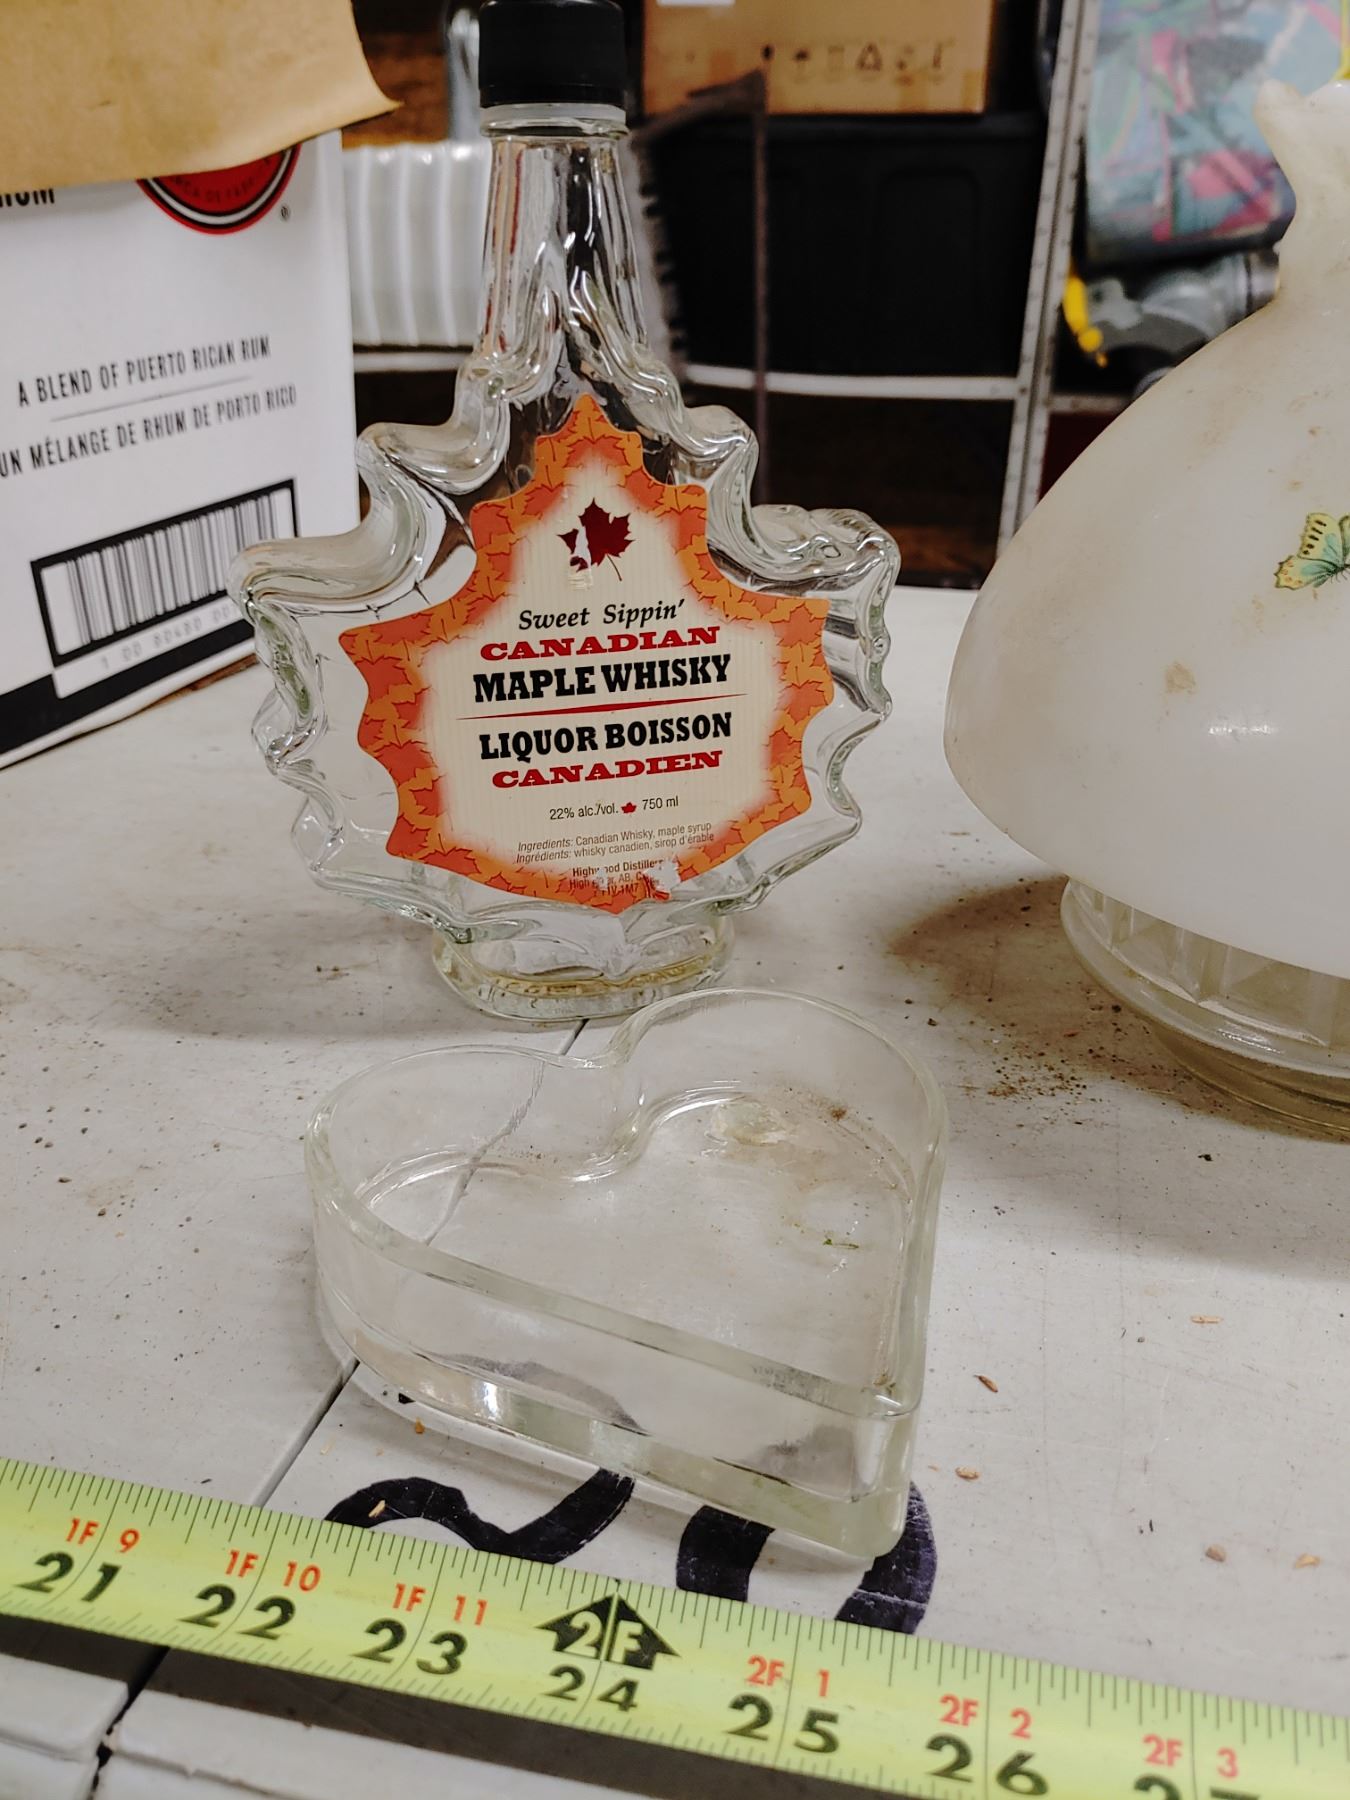 A BLEND OF PUERTO RICAN RUM
UN MÉLANGE DE RHUM DE PORTO RICO
Sweet Sippin'
CANADIAN
MAPLE WHISKY
LIQUOR BOISSON
CANADIEN
22% alc./vol. 750 ml
Ingredients: Canadian Whisky, maple syrup
Ingrédients: whisky canadien, sirop d'érable
1F 9 1F 10 1F 11 2F 2F 1 2F 2 2F 3
21 22 23 24 25 26